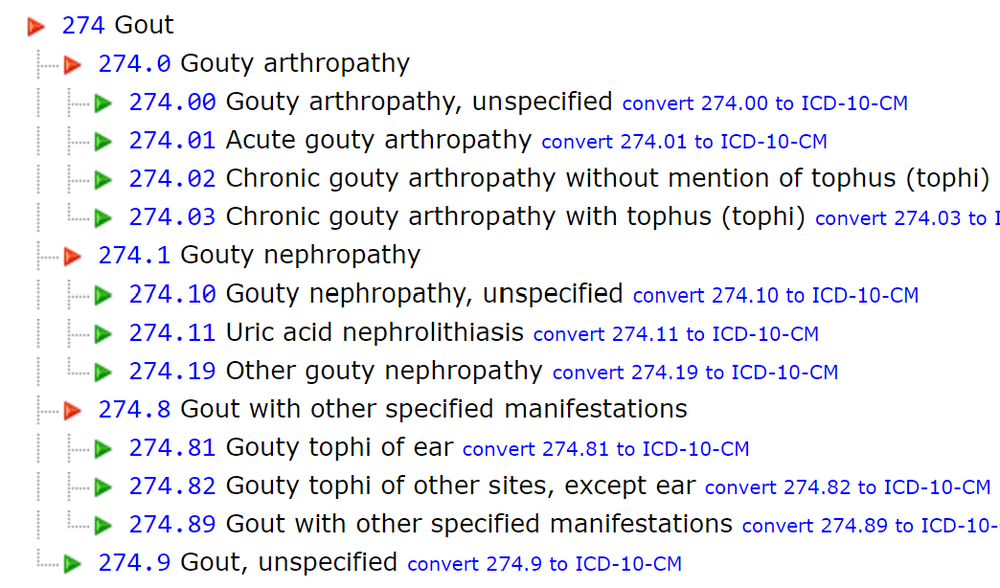 274 Gout
274.0 Gouty arthropathy
274.00 Gouty arthropathy, unspecified convert 274.00 to ICD-10-CM
274.01 Acute gouty arthropathy convert 274.01 to ICD-10-CM
274.02 Chronic gouty arthropathy without mention of tophus (tophi)
274.03 Chronic gouty arthropathy with tophus (tophi) convert 274.03 to
274.1 Gouty nephropathy
274.10 Gouty nephropathy, unspecified convert 274.10 to ICD-10-CM
274.11 Uric acid nephrolithiasis convert 274.11 to ICD-10-CM
274.19 Other gouty nephropathy convert 274.19 to ICD-10-CM
274.8 Gout with other specified manifestations
274.81 Gouty tophi of ear convert 274.81 to ICD-10-CM
274.82 Gouty tophi of other sites, except ear convert 274.82 to ICD-10-CM
274.89 Gout with other specified manifestations convert 274.89 to ICD-10-
274.9 Gout, unspecified convert 274.9 to ICD-10-CM